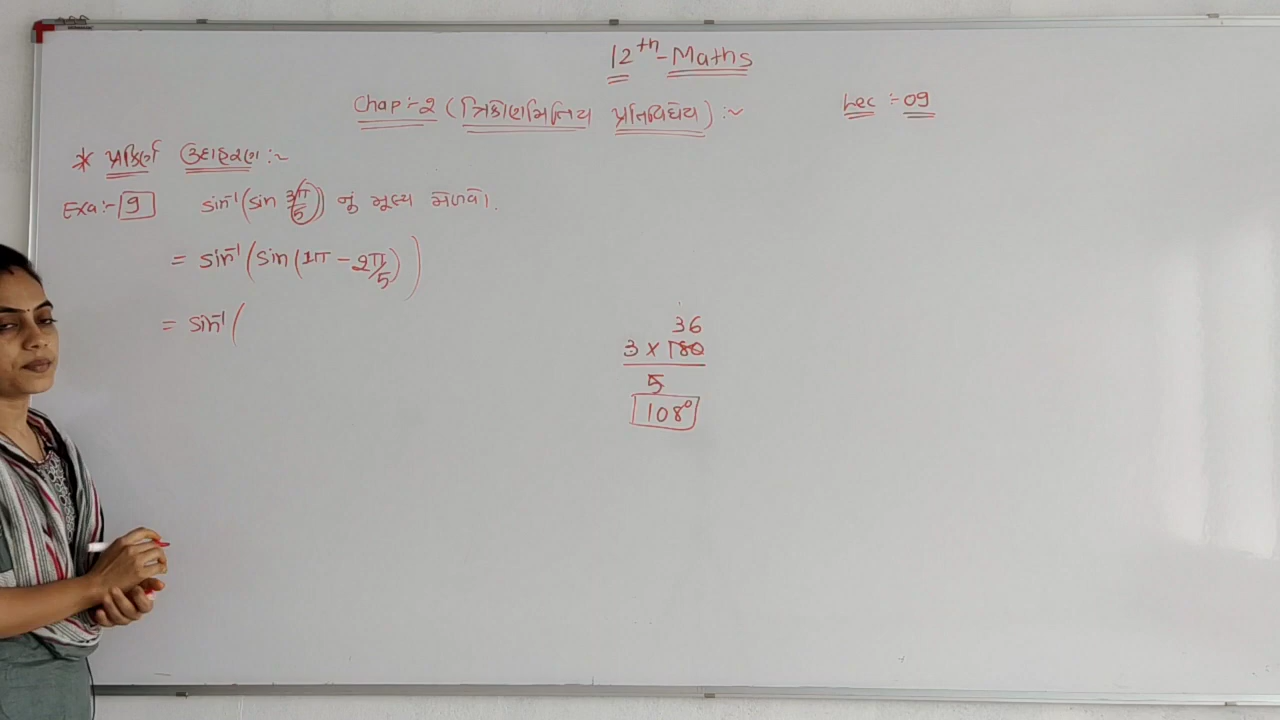 12th - Maths
Chap :- 2 ( ત્રિકોણમિતિય પ્રતિવિધેય ) :- Lec :- 09
* પ્રકિર્ણ ઉદાહરણ :-
Exa :- 9 sin⁻¹(sin 3π/5) નું મૂલ્ય મેળવો.
= sin⁻¹(sin(1π - 2π/5))
= sin⁻¹(
36
3 x 180
5
108°